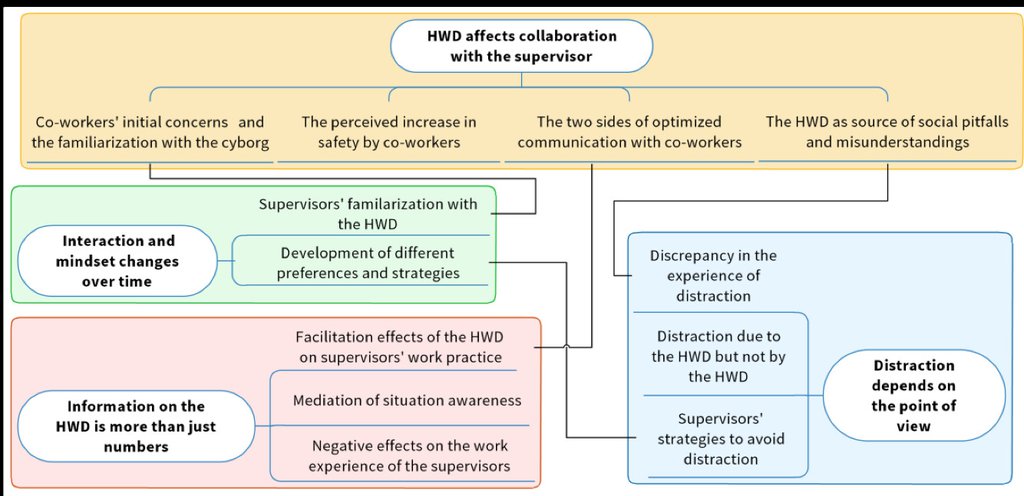 HWD affects collaboration
with the supervisor
Co-workers' initial concerns and
the familiarization with the cyborg
The perceived increase in
safety by co-workers
The two sides of optimized
communication with co-workers
The HWD as source of social pitfalls
and misunderstandings
Interaction and
mindset changes
over time
Supervisors' familarization with
the HWD
Development of different
preferences and strategies
Information on the
HWD is more than just
numbers
Facilitation effects of the HWD
on supervisors' work practice
Mediation of situation awareness
Negative effects on the work
experience of the supervisors
Discrepancy in the
experience of
distraction
Distraction due to
the HWD but not by
the HWD
Supervisors'
strategies to avoid
distraction
Distraction
depends on
the point of
view